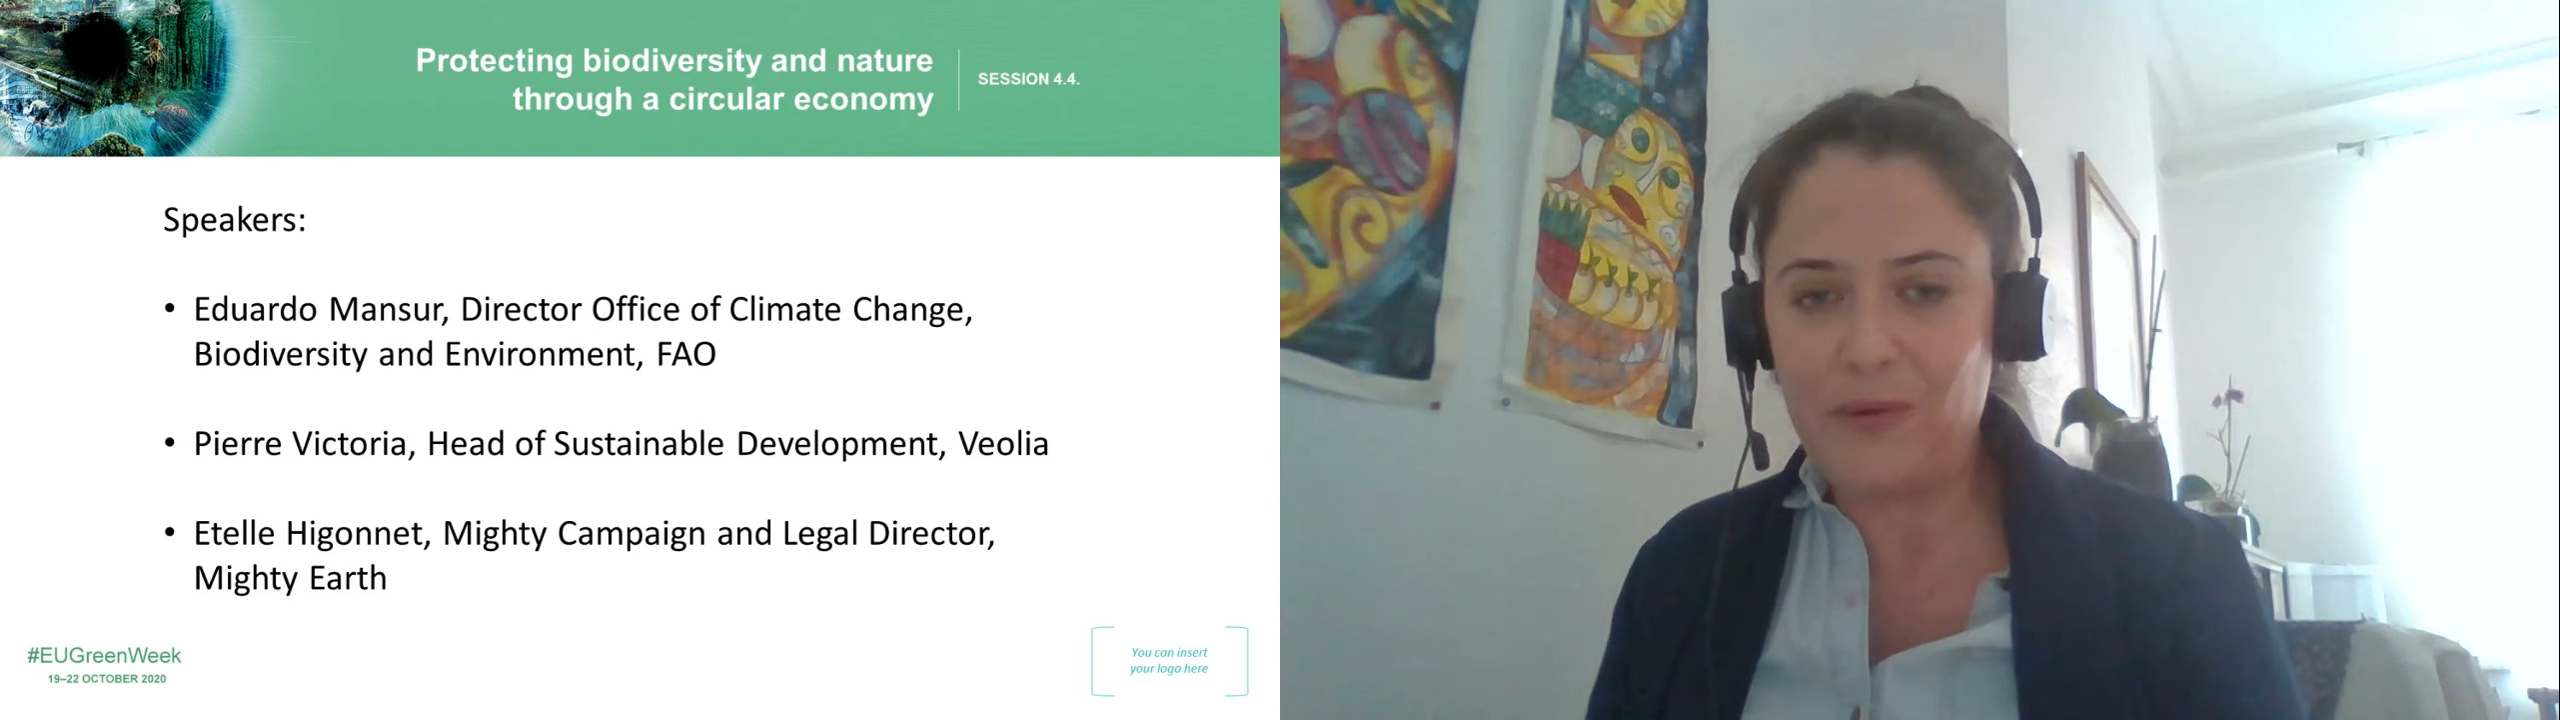 Protecting biodiversity and nature
through a circular economy
SESSION 4.4.
Speakers:
• Eduardo Mansur, Director Office of Climate Change,
Biodiversity and Environment, FAO
• Pierre Victoria, Head of Sustainable Development, Veolia
• Etelle Higonnet, Mighty Campaign and Legal Director,
Mighty Earth
#EUGreenWeek
19–22 OCTOBER 2020
You can insert
your logo here